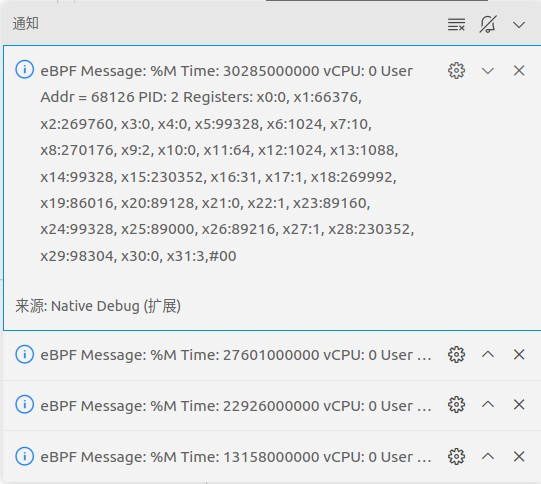 通知
eBPF Message: %M Time: 30285000000 vCPU: 0 User
Addr = 68126 PID: 2 Registers: x0:0, x1:66376,
x2:269760, x3:0, x4:0, x5:99328, x6:1024, x7:10,
x8:270176, x9:2, x10:0, x11:64, x12:1024, x13:1088,
x14:99328, x15:230352, x16:31, x17:1, x18:269992,
x19:86016, x20:89128, x21:0, x22:1, x23:89160,
x24:99328, x25:89000, x26:89216, x27:1, x28:230352,
x29:98304, x30:0, x31:3,#00
来源: Native Debug (扩展)
eBPF Message: %M Time: 27601000000 vCPU: 0 User ...
eBPF Message: %M Time: 22926000000 vCPU: 0 User ...
eBPF Message: %M Time: 13158000000 vCPU: 0 User ...